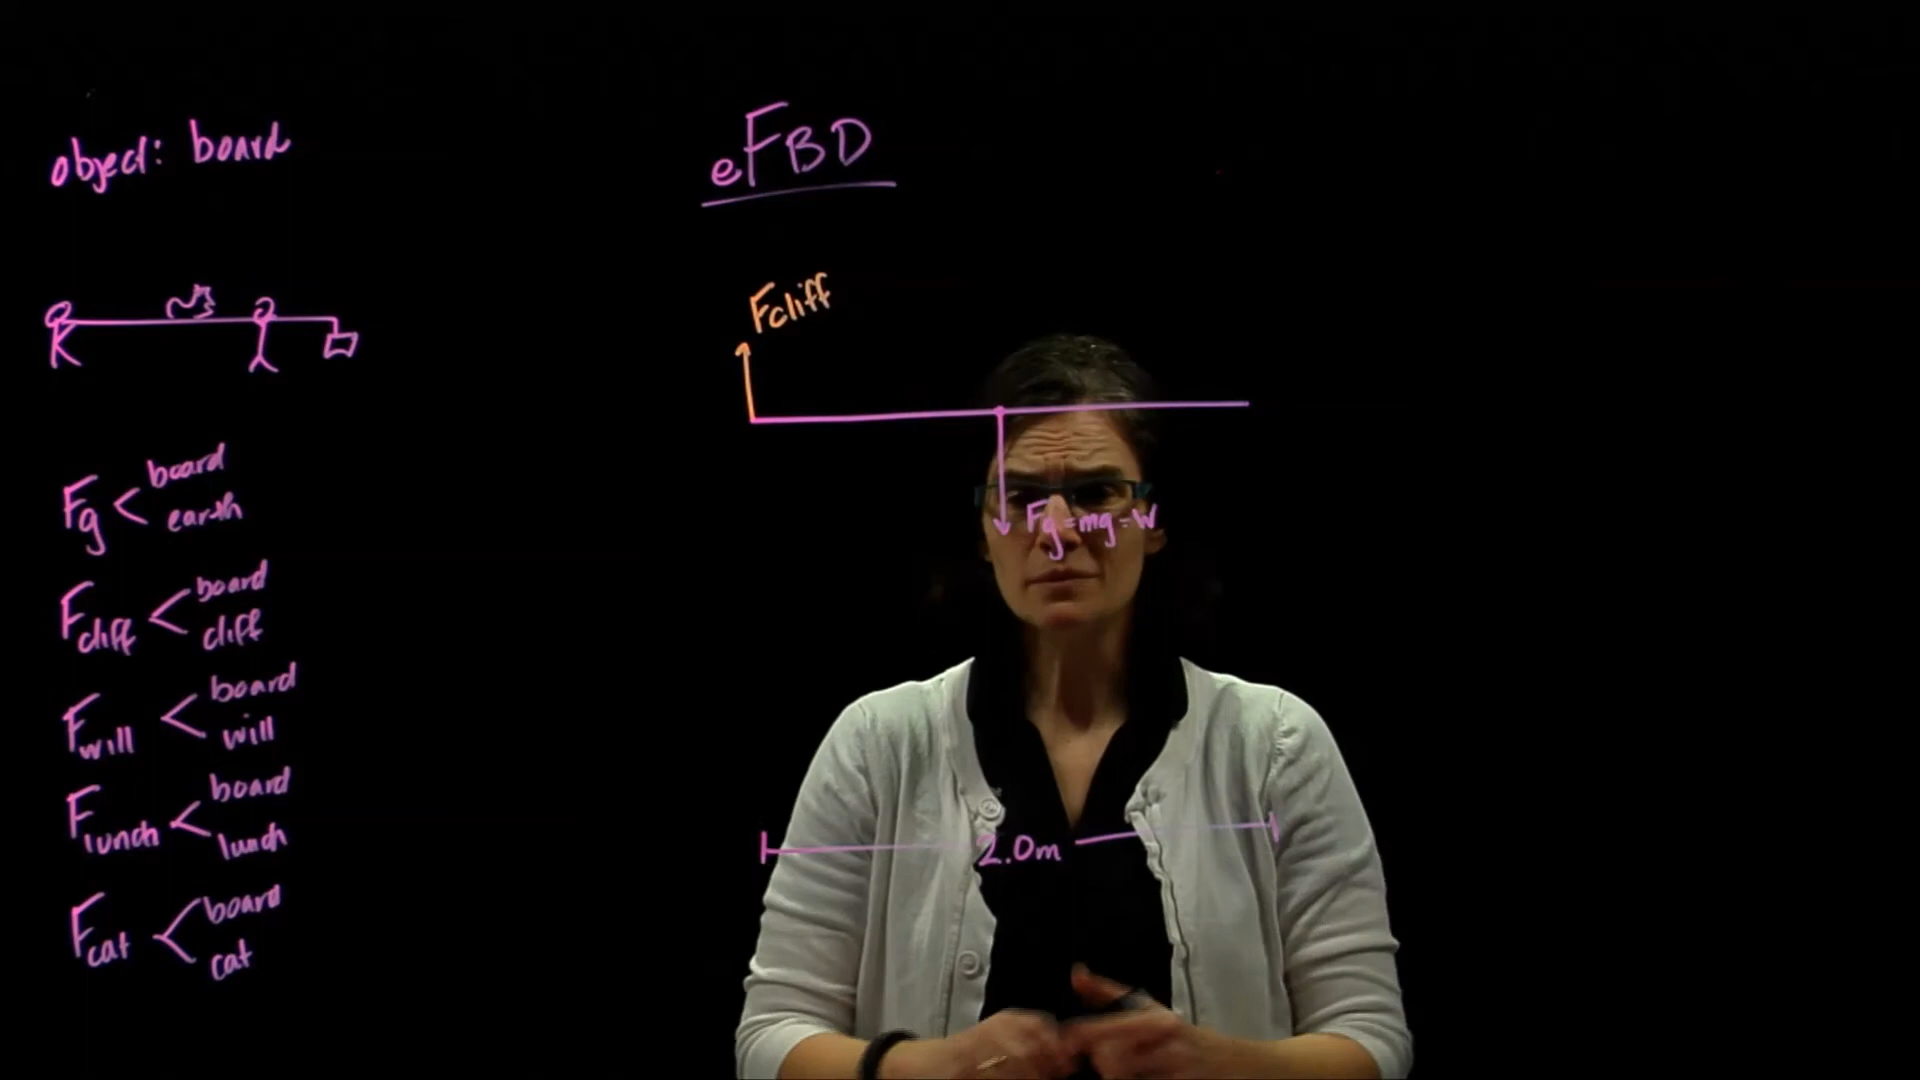 object: board
eFBD
Fcliff
Fg < board
earth
Fg = mg = W
Fcliff < board
cliff
Fwill < board
will
Flunch < board
lunch
2.0m
Fcat < board
cat